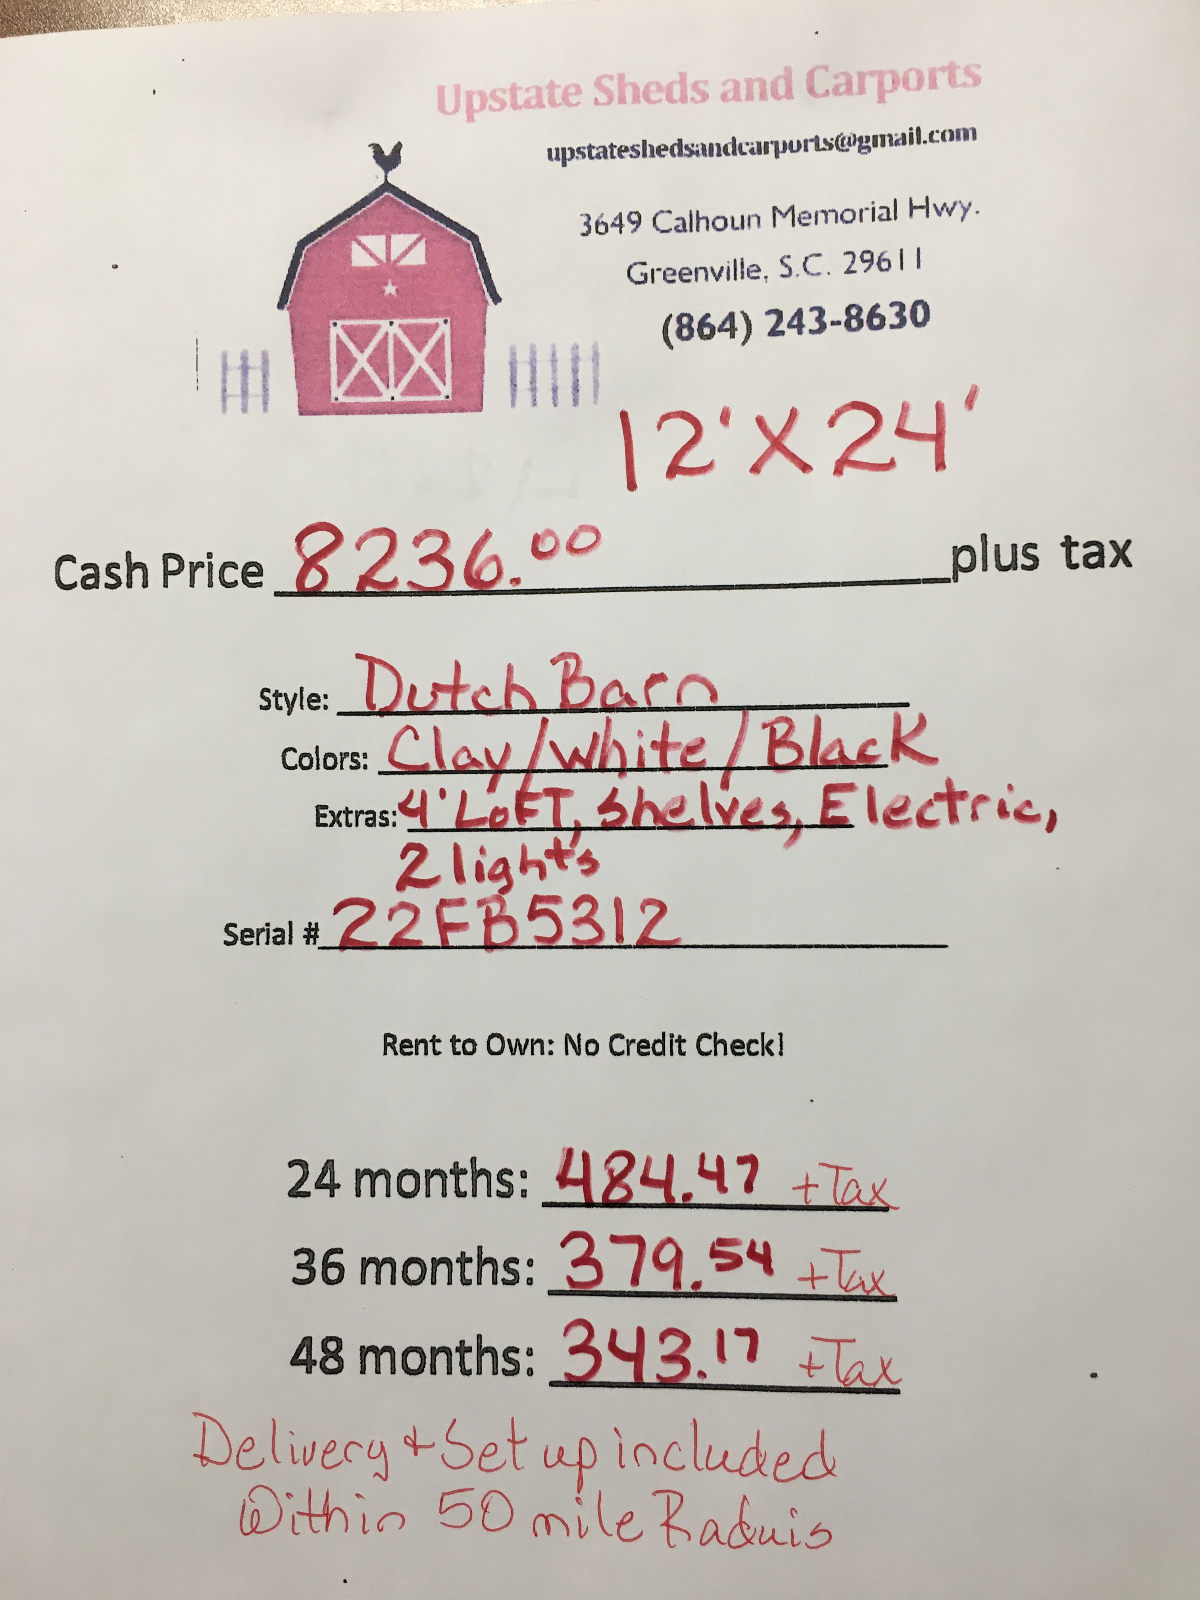 Upstate Sheds and Carports
upstateshedsandcarports@gmail.com
3649 Calhoun Memorial Hwy.
Greenville, S.C. 29611
(864) 243-8630
12' X 24'
Cash Price 8236.00 plus tax
Style: Dutch Barn
Colors: Clay/White/Black
Extras: 4' LOFT, Shelves, Electric,
2 light's
Serial # 22FB5312
Rent to Own: No Credit Check!
24 months: 484.47 +Tax
36 months: 379.54 +Tax
48 months: 343.17 +Tax
Delivery + Set up included
Within 50 mile Raduis